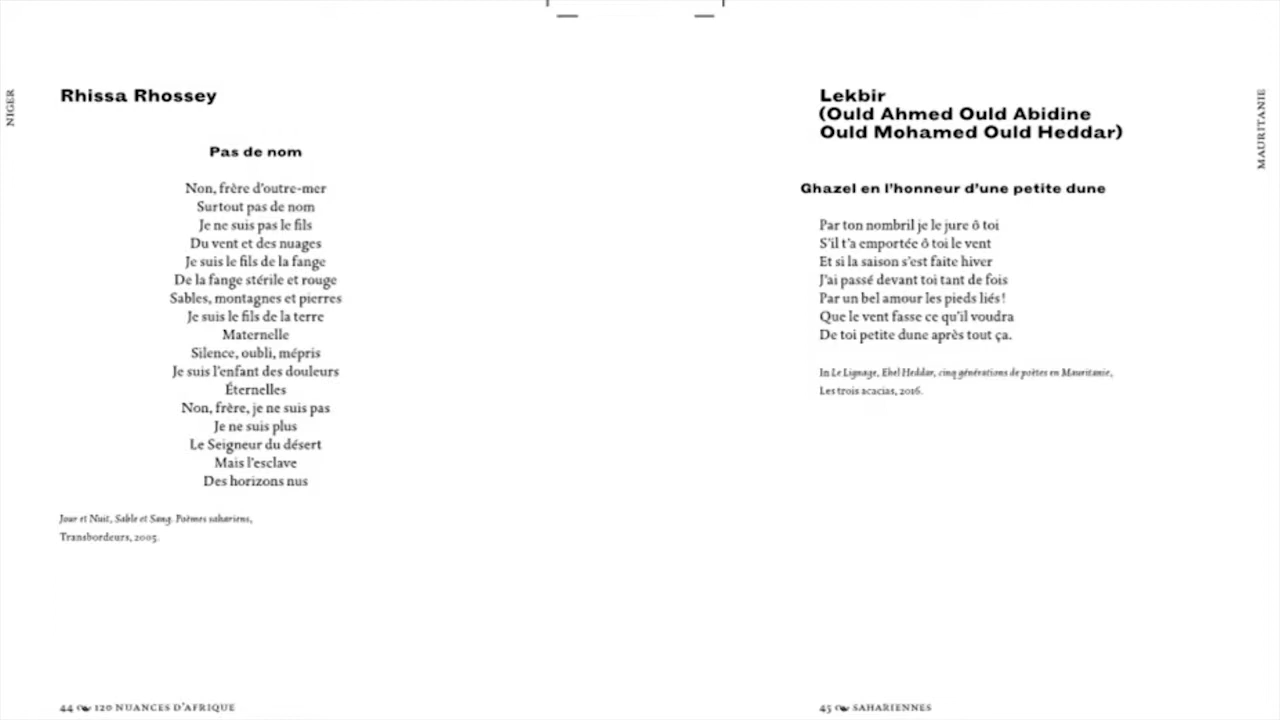 NIGER
Rhissa Rhossey
Pas de nom
Non, frère d'outre-mer
Surtout pas de nom
Je ne suis pas le fils
Du vent et des nuages
Je suis le fils de la fange
De la fange stérile et rouge
Sables, montagnes et pierres
Je suis le fils de la terre
Maternelle
Silence, oubli, mépris
Je suis l'enfant des douleurs
Éternelles
Non, frère, je ne suis pas
Je ne suis plus
Le Seigneur du désert
Mais l'esclave
Des horizons nus
Jour et Nuit, Sable et Sang. Poèmes sahariens,
Transbordeurs, 2005.
44 ❧ 120 NUANCES D'AFRIQUE
Lekbir
(Ould Ahmed Ould Abidine
Ould Mohamed Ould Heddar)
MAURITANIE
Ghazel en l'honneur d'une petite dune
Par ton nombril je le jure ô toi
S'il t'a emportée ô toi le vent
Et si la saison s'est faite hiver
J'ai passé devant toi tant de fois
Par un bel amour les pieds liés !
Que le vent fasse ce qu'il voudra
De toi petite dune après tout ça.
In Le Lignage, Ehel Heddar, cinq générations de poètes en Mauritanie,
Les trois acacias, 2016.
45 ❧ SAHARIENNES